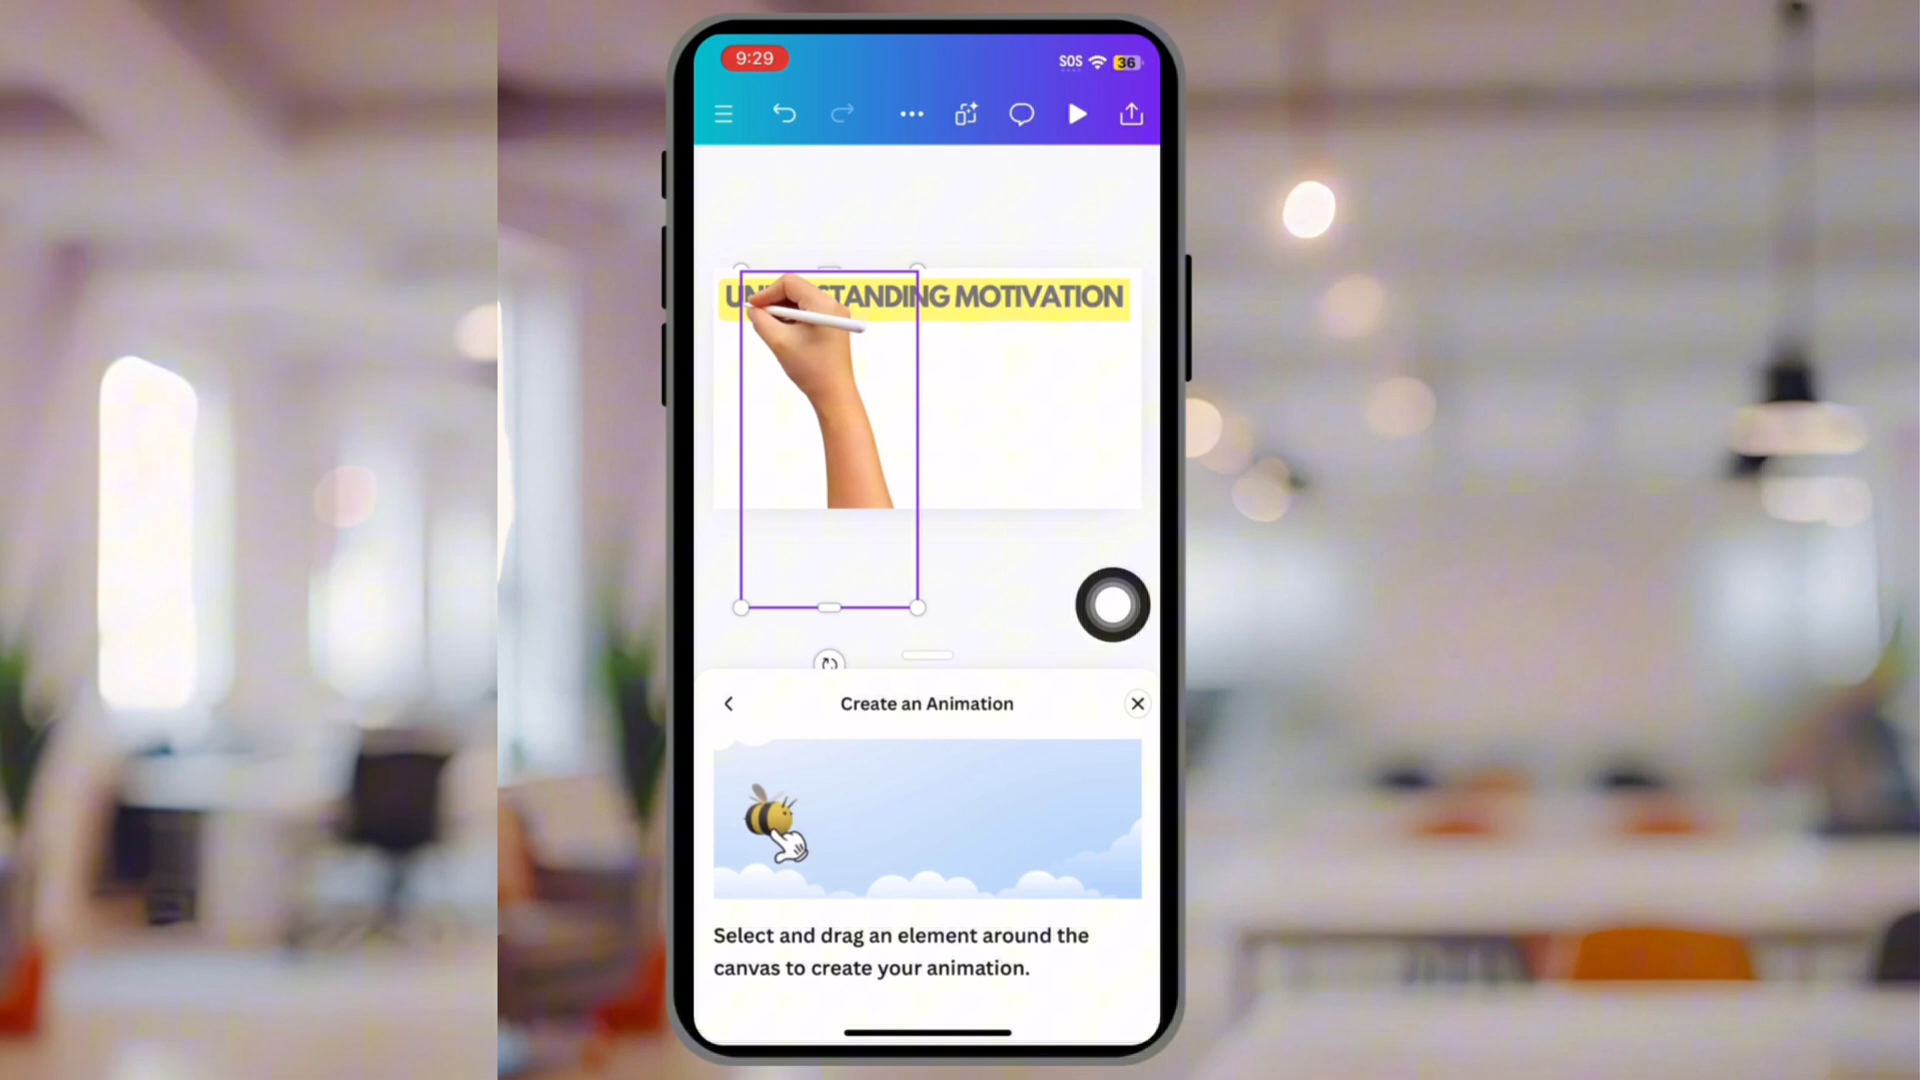 9:29
SOS
36
UNDERSTANDING MOTIVATION
Create an Animation
Select and drag an element around the
canvas to create your animation.